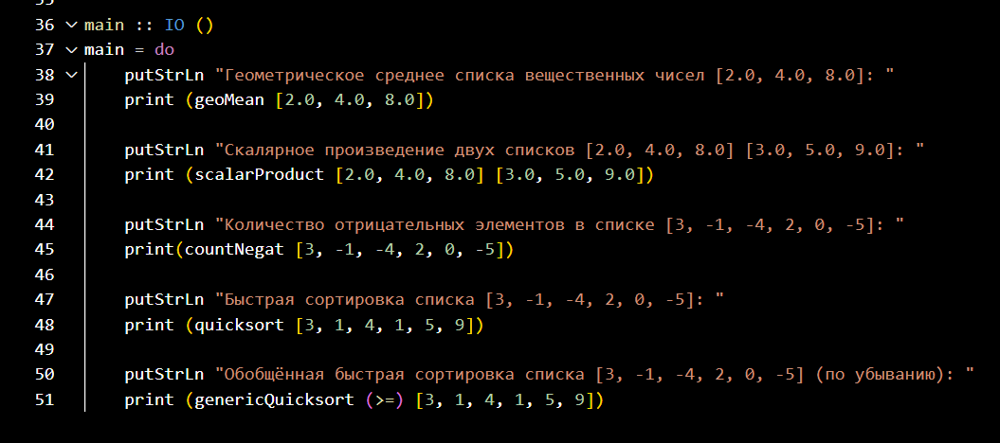 36 main :: IO ()
37 main = do
38 putStrLn "Геометрическое среднее списка вещественных чисел [2.0, 4.0, 8.0]: "
39 print (geoMean [2.0, 4.0, 8.0])
40
41 putStrLn "Скалярное произведение двух списков [2.0, 4.0, 8.0] [3.0, 5.0, 9.0]: "
42 print (scalarProduct [2.0, 4.0, 8.0] [3.0, 5.0, 9.0])
43
44 putStrLn "Количество отрицательных элементов в списке [3, -1, -4, 2, 0, -5]: "
45 print(countNegat [3, -1, -4, 2, 0, -5])
46
47 putStrLn "Быстрая сортировка списка [3, -1, -4, 2, 0, -5]: "
48 print (quicksort [3, 1, 4, 1, 5, 9])
49
50 putStrLn "Обобщённая быстрая сортировка списка [3, -1, -4, 2, 0, -5] (по убыванию): "
51 print (genericQuicksort (>=) [3, 1, 4, 1, 5, 9])